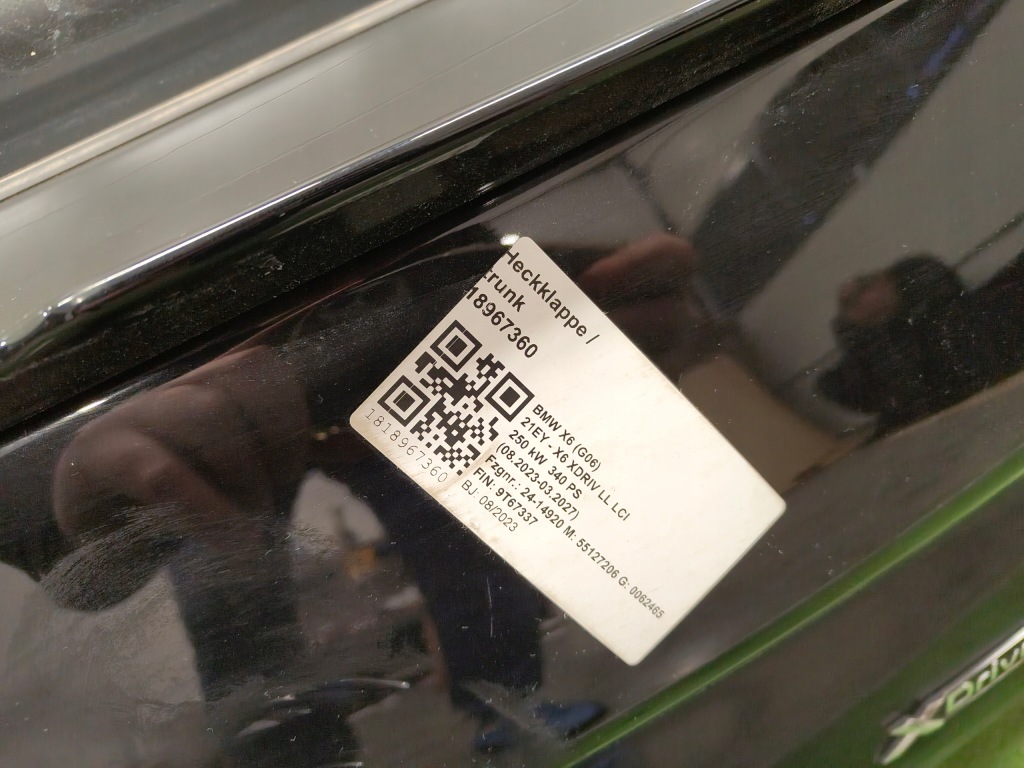 Heckklappe /
trunk
18967360
1818967360
BMW X6 (G06)
21EY - X6 XDRIV LL LCI
250 kW 340 PS
(08.2023-03.2027)
Fzgnr.: 24-14920 M: 55127206 G: 0062465
FIN: 9T67337
BJ: 08/2023
XDrive